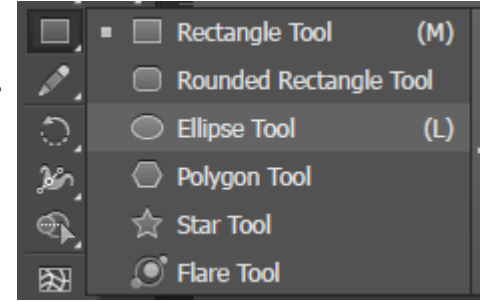 Rectangle Tool (M)
Rounded Rectangle Tool
Ellipse Tool (L)
Polygon Tool
Star Tool
Flare Tool